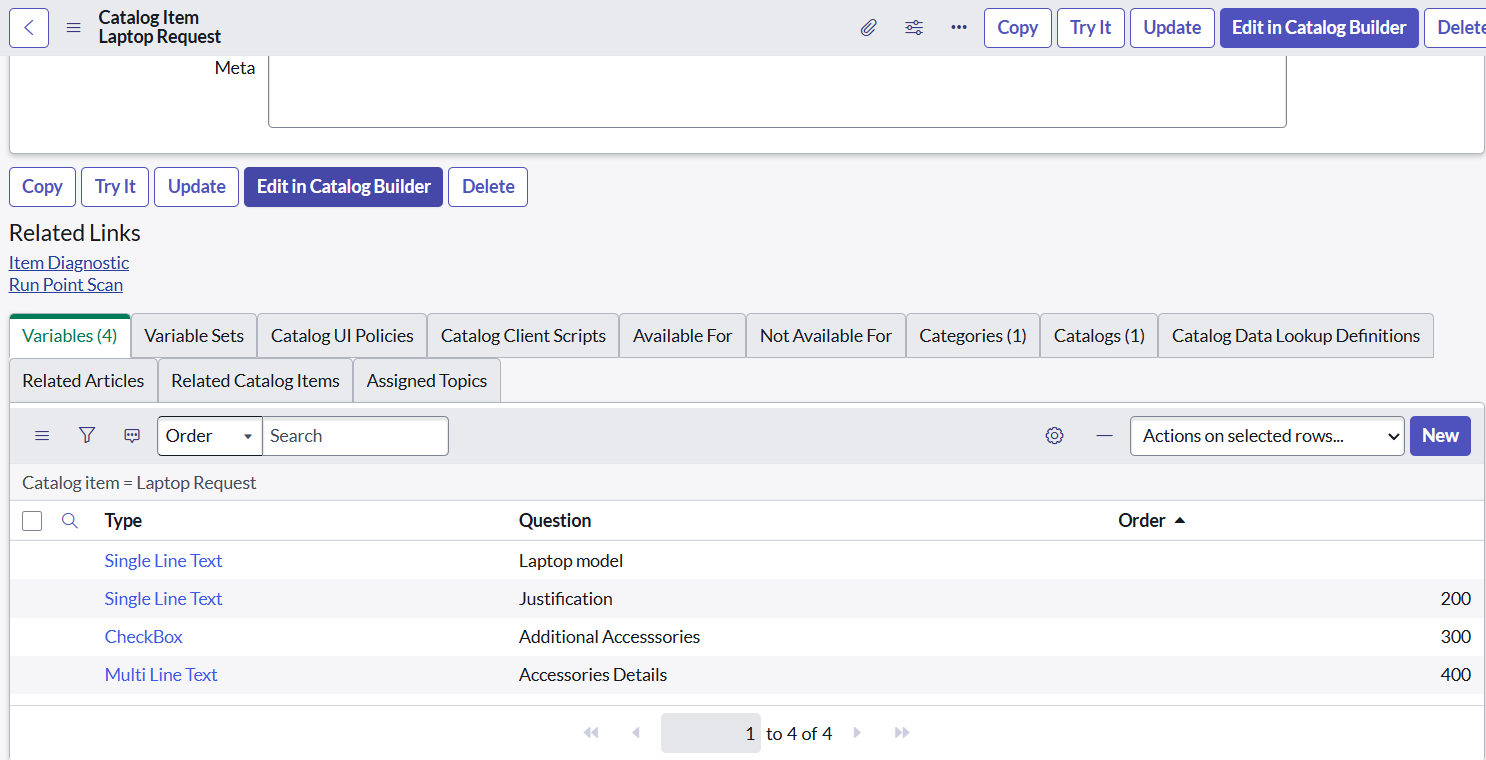 Catalog Item
Laptop Request
Copy Try It Update Edit in Catalog Builder Delete
Meta
Copy Try It Update Edit in Catalog Builder Delete
Related Links
Item Diagnostic
Run Point Scan
Variables (4) Variable Sets Catalog UI Policies Catalog Client Scripts Available For Not Available For Categories (1) Catalogs (1) Catalog Data Lookup Definitions
Related Articles Related Catalog Items Assigned Topics
Order Search Actions on selected rows... New
Catalog item = Laptop Request
Type Question Order
Single Line Text Laptop model
Single Line Text Justification 200
CheckBox Additional Accesssories 300
Multi Line Text Accessories Details 400
1 to 4 of 4